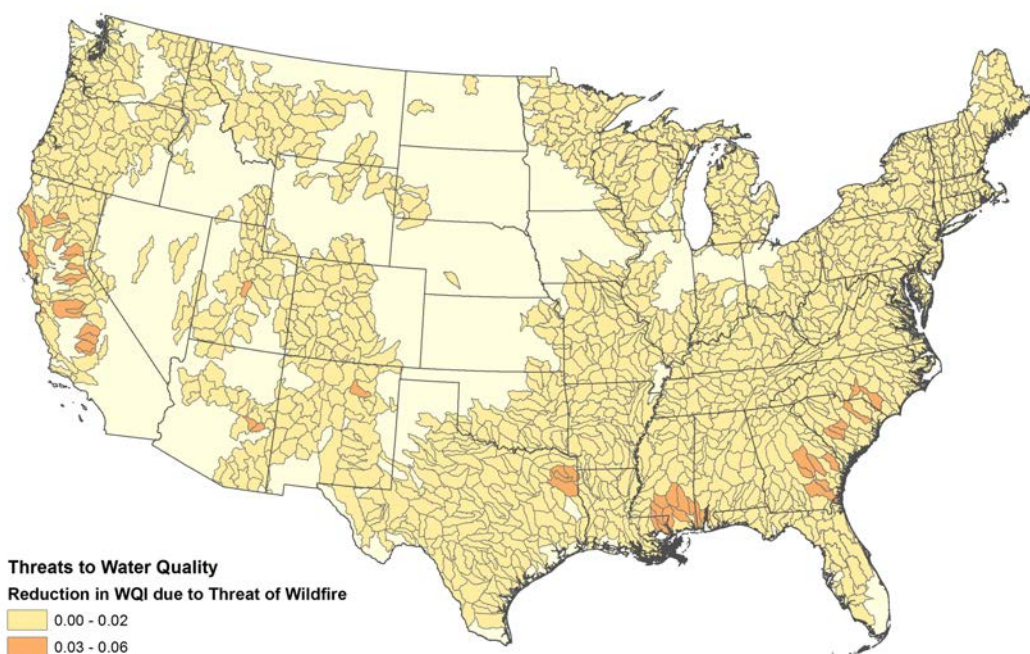 Threats to Water Quality
Reduction in WQI due to Threat of Wildfire
0.00 - 0.02
0.03 - 0.06